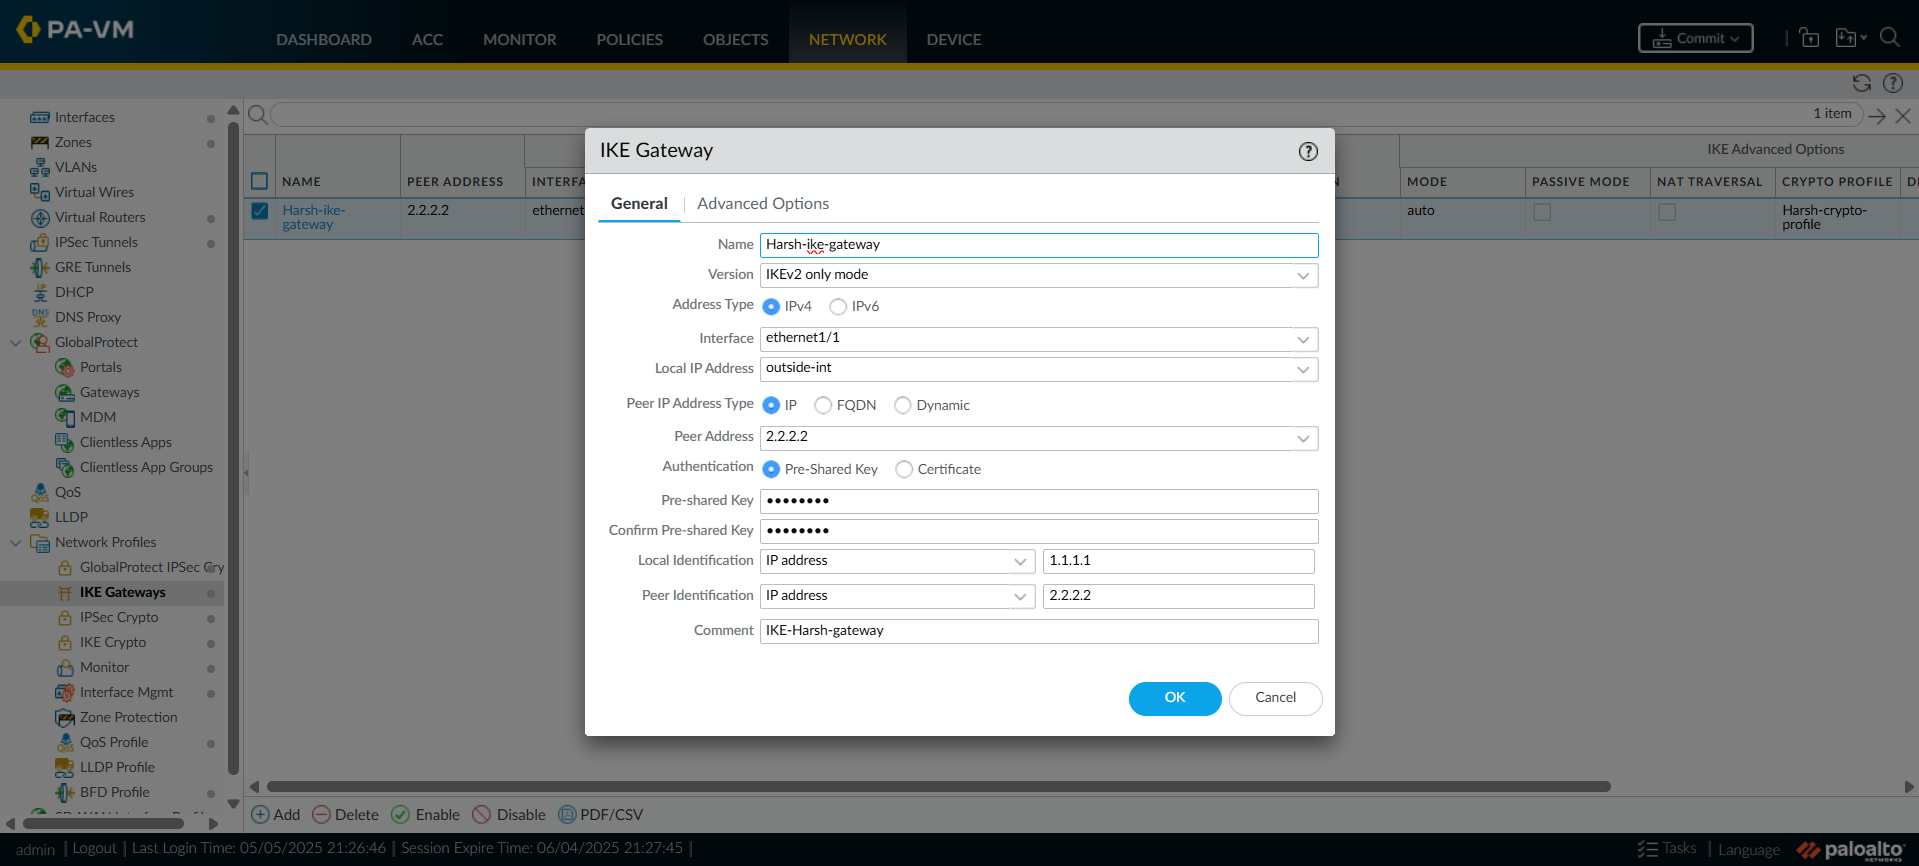 PA-VM
DASHBOARD ACC MONITOR POLICIES OBJECTS NETWORK DEVICE
Commit
1 item
Interfaces
Zones
VLANs
Virtual Wires
Virtual Routers
IPSec Tunnels
GRE Tunnels
DHCP
DNS Proxy
GlobalProtect
Portals
Gateways
MDM
Clientless Apps
Clientless App Groups
QoS
LLDP
Network Profiles
GlobalProtect IPSec Cry
IKE Gateways
IPSec Crypto
IKE Crypto
Monitor
Interface Mgmt
Zone Protection
QoS Profile
LLDP Profile
BFD Profile
IKE Advanced Options
NAME PEER ADDRESS INTERFA MODE PASSIVE MODE NAT TRAVERSAL CRYPTO PROFILE
Harsh-ike-gateway 2.2.2.2 ethernet auto Harsh-crypto-profile
IKE Gateway
General Advanced Options
Name Harsh-ike-gateway
Version IKEv2 only mode
Address Type IPv4 IPv6
Interface ethernet1/1
Local IP Address outside-int
Peer IP Address Type IP FQDN Dynamic
Peer Address 2.2.2.2
Authentication Pre-Shared Key Certificate
Pre-shared Key ••••••••
Confirm Pre-shared Key ••••••••
Local Identification IP address 1.1.1.1
Peer Identification IP address 2.2.2.2
Comment IKE-Harsh-gateway
OK Cancel
Add Delete Enable Disable PDF/CSV
admin | Logout | Last Login Time: 05/05/2025 21:26:46 | Session Expire Time: 06/04/2025 21:27:45 |
Tasks | Language
paloalto
NETWORKS